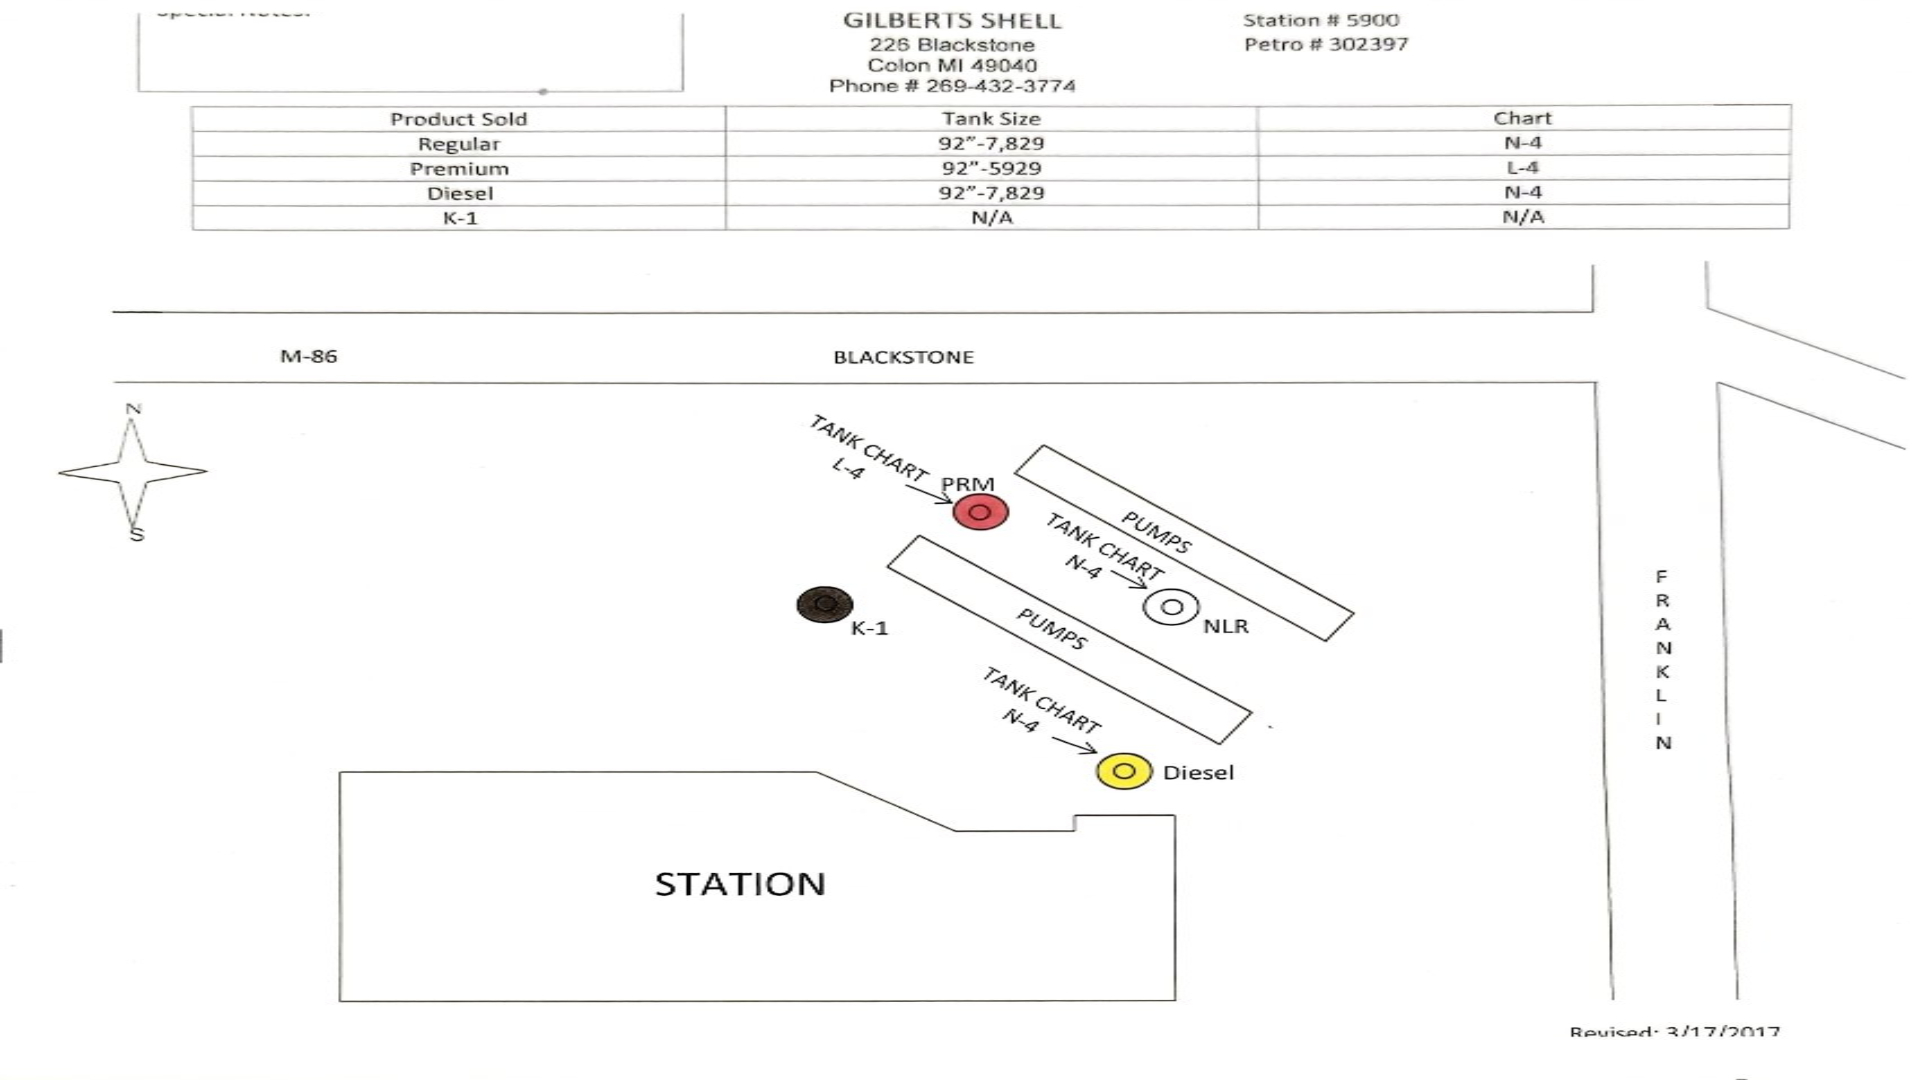 Special Notes:
GILBERTS SHELL
226 Blackstone
Colon MI 49040
Phone # 269-432-3774
Station # 5900
Petro # 302397
Product Sold Tank Size Chart
Regular 92”-7,829 N-4
Premium 92”-5929 L-4
Diesel 92”-7,829 N-4
K-1 N/A N/A
M-86 BLACKSTONE
N
S
TANK CHART
L-4
PRM
PUMPS
TANK CHART
N-4
NLR
K-1
PUMPS
TANK CHART
N-4
Diesel
FRANKLIN
STATION
Revised: 3/17/2017